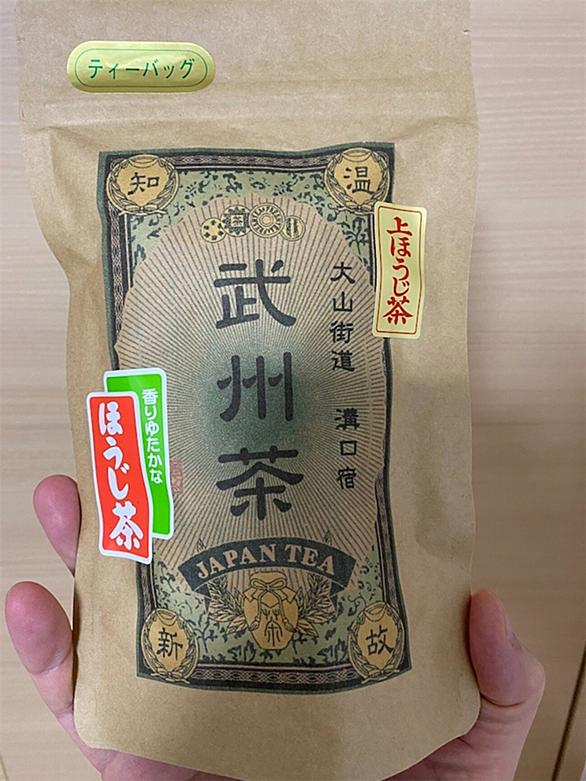 ティーバッグ
温
故
知
新
上ほうじ茶
大山街道 溝口宿
武州茶
香りゆたかな
ほうじ茶
JAPAN TEA
茶